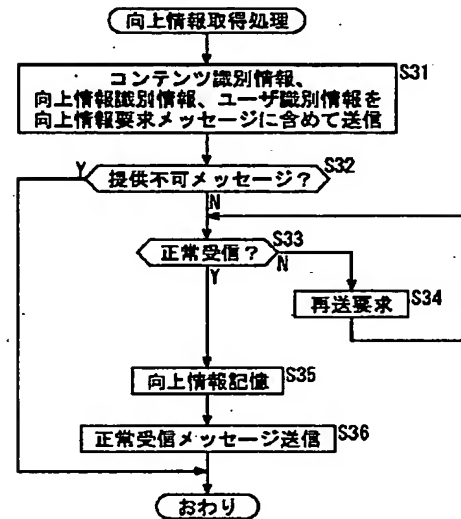 向上情報取得処理
コンテンツ識別情報、
向上情報識別情報、ユーザ識別情報を
向上情報要求メッセージに含めて送信
S31
提供不可メッセージ？
S32
Y
N
正常受信？
S33
N
Y
再送要求
S34
向上情報記憶
S35
正常受信メッセージ送信
S36
おわり